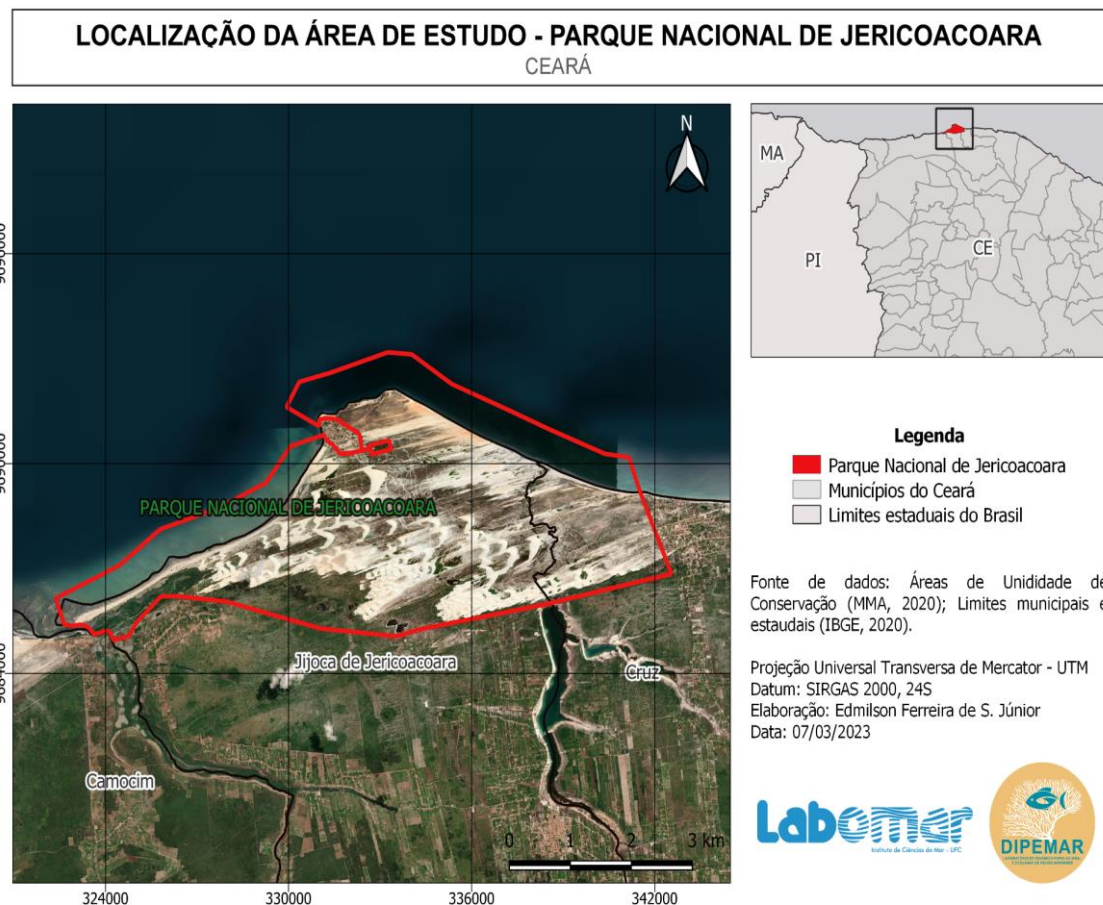 LOCALIZAÇÃO DA ÁREA DE ESTUDO - PARQUE NACIONAL DE JERICOACOARA
CEARÁ
N
PARQUE NACIONAL DE JERICOACOARA
Jijoca de Jericoacoara
Cruz
Camocim
0 1 2 3 km
324000 330000 336000 342000
MA
PI
CE
Legenda
Parque Nacional de Jericoacoara
Municípios do Ceará
Limites estaduais do Brasil
Fonte de dados: Áreas de Unididade de
Conservação (MMA, 2020); Limites municipais e
estaudais (IBGE, 2020).
Projeção Universal Transversa de Mercator - UTM
Datum: SIRGAS 2000, 24S
Elaboração: Edmilson Ferreira de S. Júnior
Data: 07/03/2023
Labomar
Instituto de Ciências do Mar - UFC
DIPEMAR